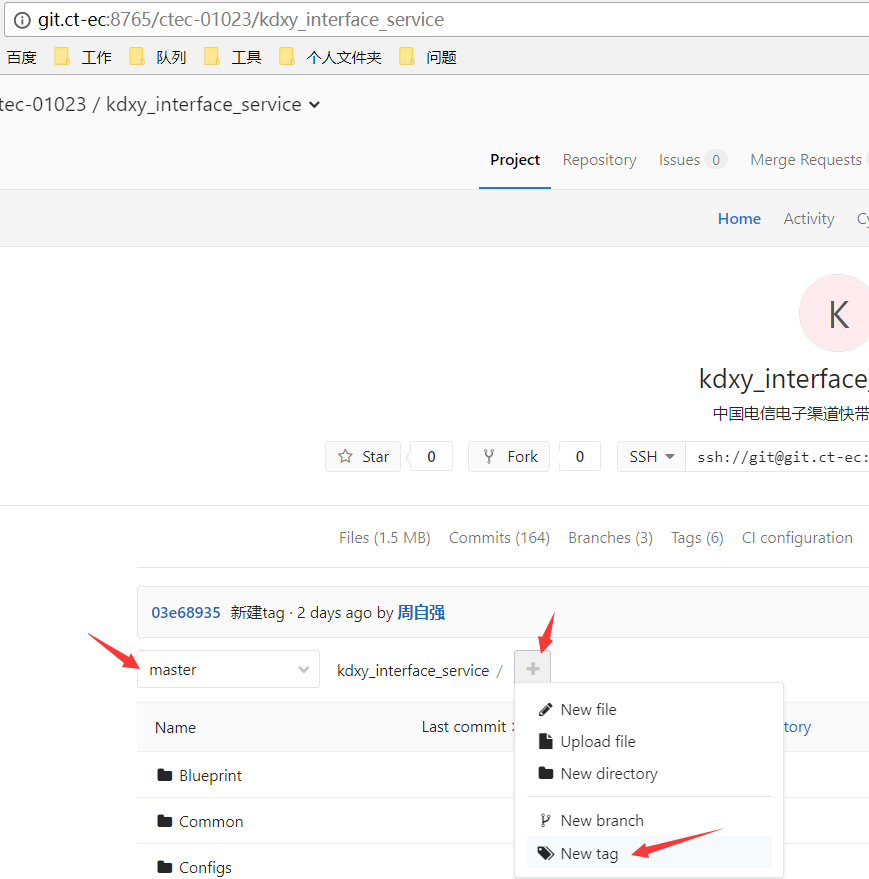 git.ct-ec:8765/ctec-01023/kdxy_interface_service
百度 工作 队列 工具 个人文件夹 问题
tec-01023 / kdxy_interface_service
Project Repository Issues 0 Merge Requests
Home Activity Cy
K
kdxy_interface_
中国电信电子渠道快带
Star 0 Fork 0 SSH ssh://git@git.ct-ec:
Files (1.5 MB) Commits (164) Branches (3) Tags (6) CI configuration
03e68935 新建tag · 2 days ago by 周自强
master kdxy_interface_service / +
New file
Name Last commit tory
Upload file
New directory
Blueprint
New branch
Common
New tag
Configs